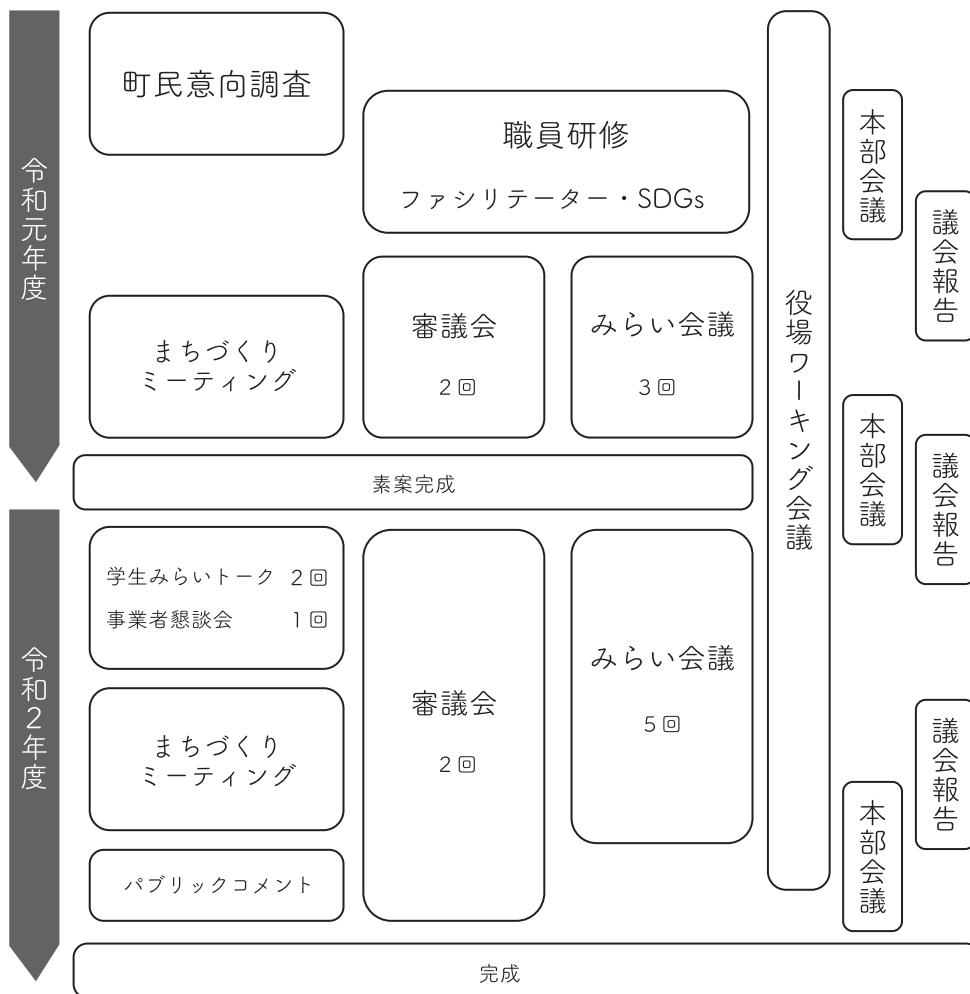 令和元年度
町民意向調査
職員研修
ファシリテーター・SDGs
まちづくり
ミーティング
審議会
2回
みらい会議
3回
素案完成
令和2年度
学生みらいトーク 2回
事業者懇談会 1回
まちづくり
ミーティング
パブリックコメント
審議会
2回
みらい会議
5回
役場ワーキング会議
本部会議
議会報告
本部会議
議会報告
議会報告
本部会議
完成